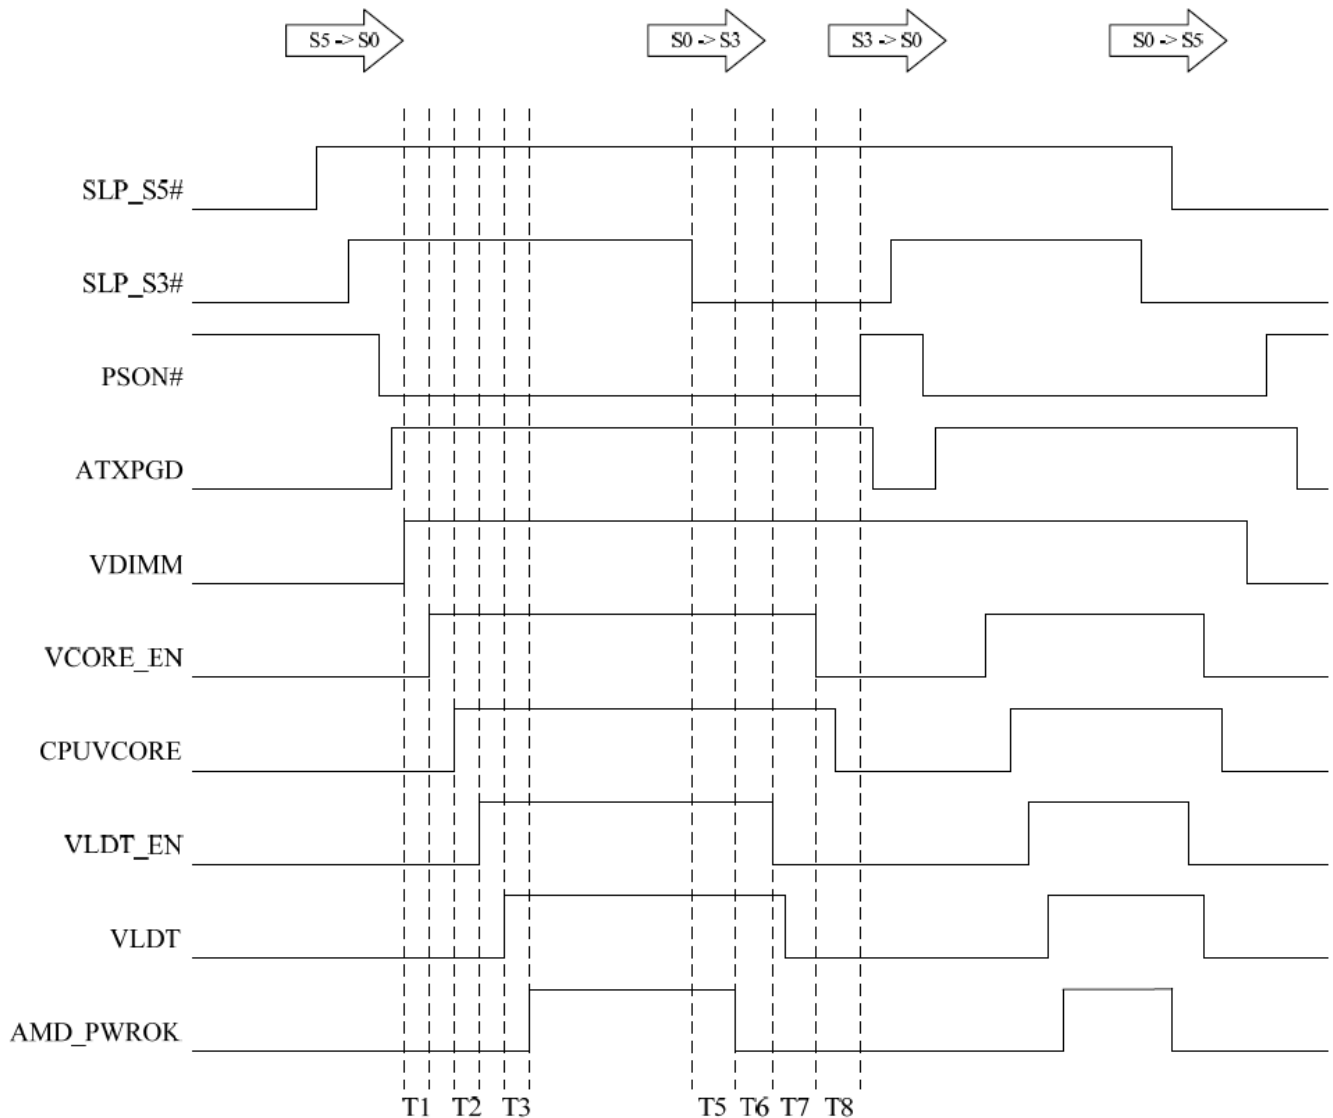 S5 -> S0 S0 -> S3 S3 -> S0 S0 -> S5
SLP_S5#
SLP_S3#
PSON#
ATXPGD
VDIMM
VCORE_EN
CPUVCORE
VLDT_EN
VLDT
AMD_PWROK
T1 T2 T3 T5 T6 T7 T8